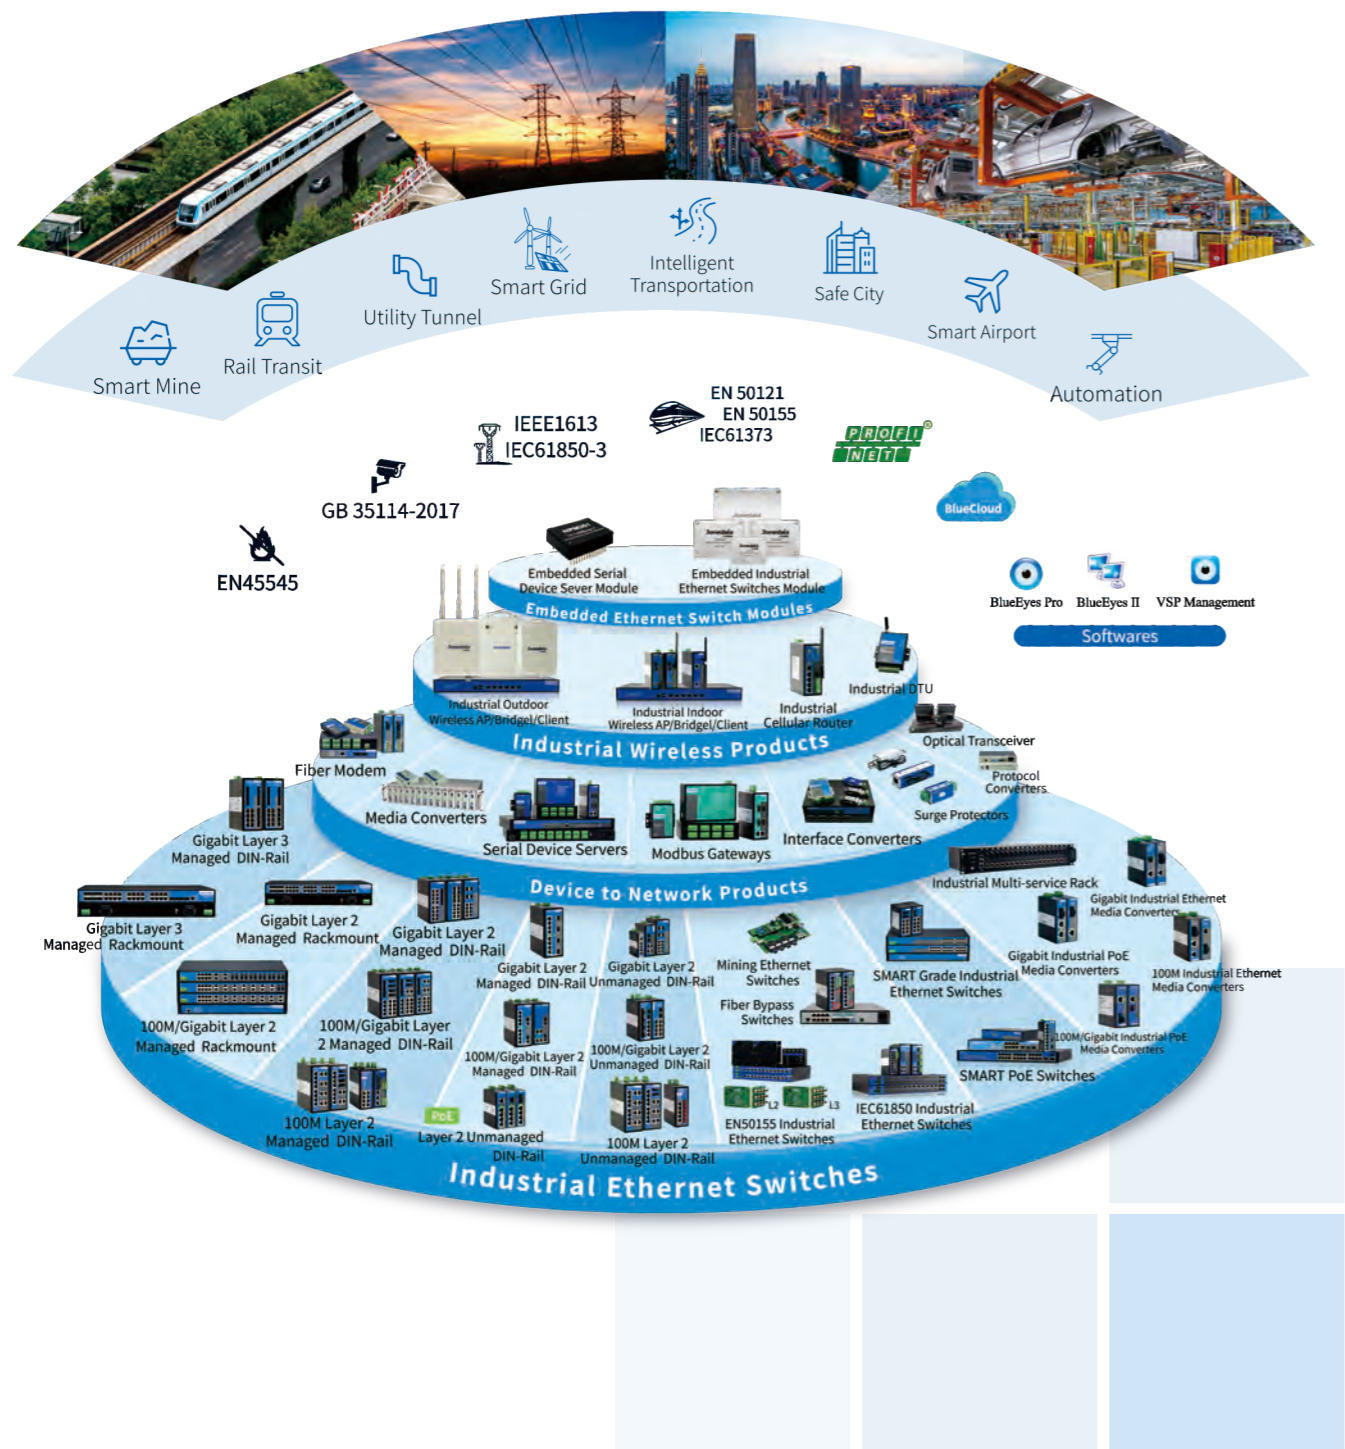 Smart Mine
Rail Transit
Utility Tunnel
Smart Grid
Intelligent
Transportation
Safe City
Smart Airport
Automation
EN45545
GB 35114-2017
IEEE1613
IEC61850-3
EN 50121
EN 50155
IEC61373
PROFI
NET®
BlueCloud
BlueEyes Pro
BlueEyes II
VSP Management
Softwares
Embedded Serial
Device Sever Module
Embedded Industrial
Ethernet Switches Module
Embedded Ethernet Switch Modules
Industrial Outdoor
Wireless AP/Bridgel/Client
Industrial Indoor
Wireless AP/Bridgel/Client
Industrial
Cellular Router
Industrial DTU
Industrial Wireless Products
Fiber Modem
Media Converters
Serial Device Servers
Modbus Gateways
Interface Converters
Surge Protectors
Protocol
Converters
Optical Transceiver
Device to Network Products
Gigabit Layer 3
Managed DIN-Rail
Gigabit Layer 3
Managed Rackmount
Gigabit Layer 2
Managed Rackmount
Gigabit Layer 2
Managed DIN-Rail
Gigabit Layer 2
Managed DIN-Rail
Gigabit Layer 2
Unmanaged DIN-Rail
Mining Ethernet
Switches
SMART Grade Industrial
Ethernet Switches
Industrial Multi-service Rack
Gigabit Industrial Ethernet
Media Converters
Gigabit Industrial PoE
Media Converters
100M Industrial Ethernet
Media Converters
100M/Gigabit Layer 2
Managed Rackmount
100M/Gigabit Layer
2 Managed DIN-Rail
100M/Gigabit Layer 2
Managed DIN-Rail
100M/Gigabit Layer 2
Unmanaged DIN-Rail
Fiber Bypass
Switches
100M/Gigabit Industrial PoE
Media Converters
SMART PoE Switches
100M Layer 2
Managed DIN-Rail
PoE
Layer 2 Unmanaged
DIN-Rail
100M Layer 2
Unmanaged DIN-Rail
L2
L3
EN50155 Industrial
Ethernet Switches
IEC61850 Industrial
Ethernet Switches
Industrial Ethernet Switches